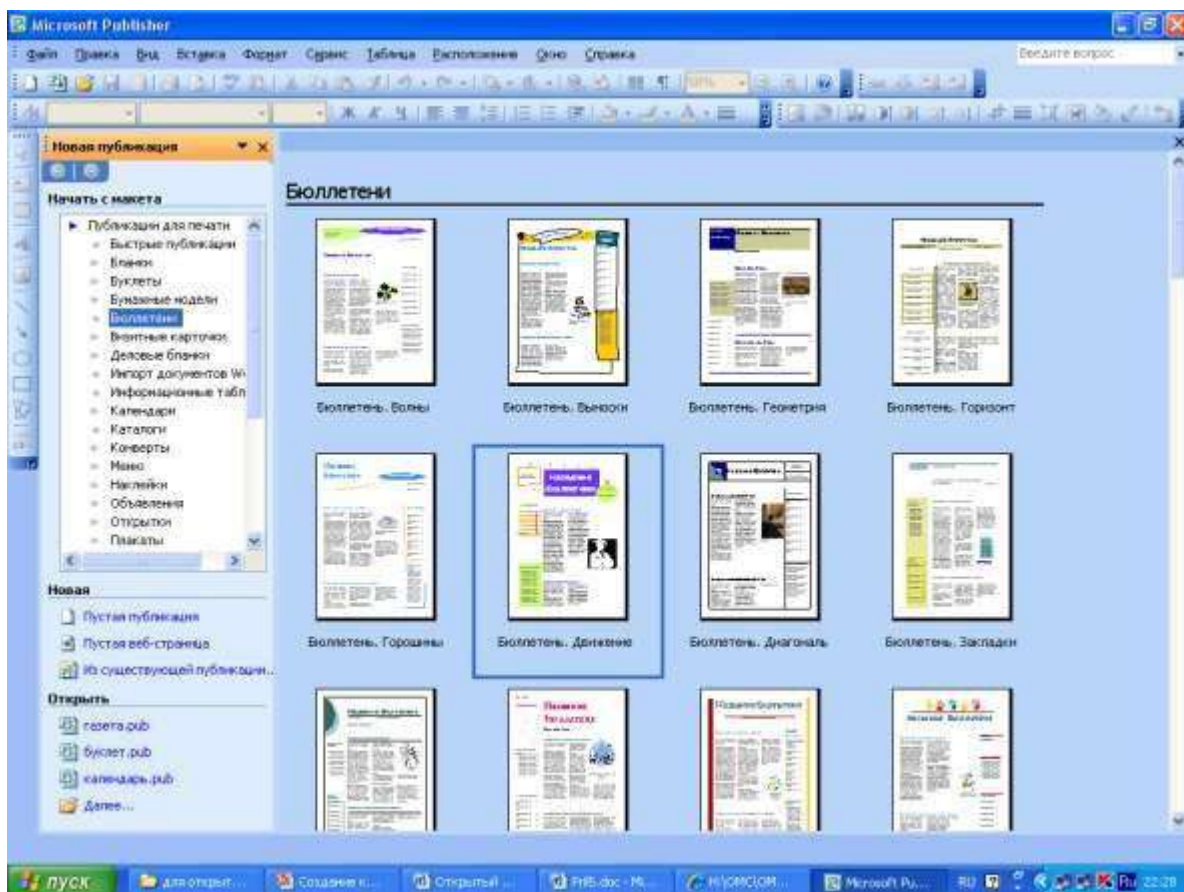 Microsoft Publisher
Файл Правка Вид Вставка Формат Сервис Таблица Расположение Окно Справка
Введите вопрос
Новая публикация
Начать с макета
Публикации для печати
Быстрые публикации
Бланки
Буклеты
Бумажные модели
Бюллетени
Визитные карточки
Деловые бланки
Импорт документов W
Информационные табл
Календари
Каталоги
Конверты
Меню
Наклейки
Объявления
Открытки
Плакаты
Новая
Пустая публикация
Пустая веб-страница
Из существующей публикации...
Открыть
газета.pub
буклет.pub
календарь.pub
Далее...
Бюллетени
Бюллетень. Волны
Бюллетень. Выноски
Бюллетень. Геометрия
Бюллетень. Горизонт
Бюллетень. Горошины
Бюллетень. Движение
Бюллетень. Диагональ
Бюллетень. Закладки
пуск
для открыт...
Создание к...
Открытый ...
Microsoft Pu...
RU
22:28